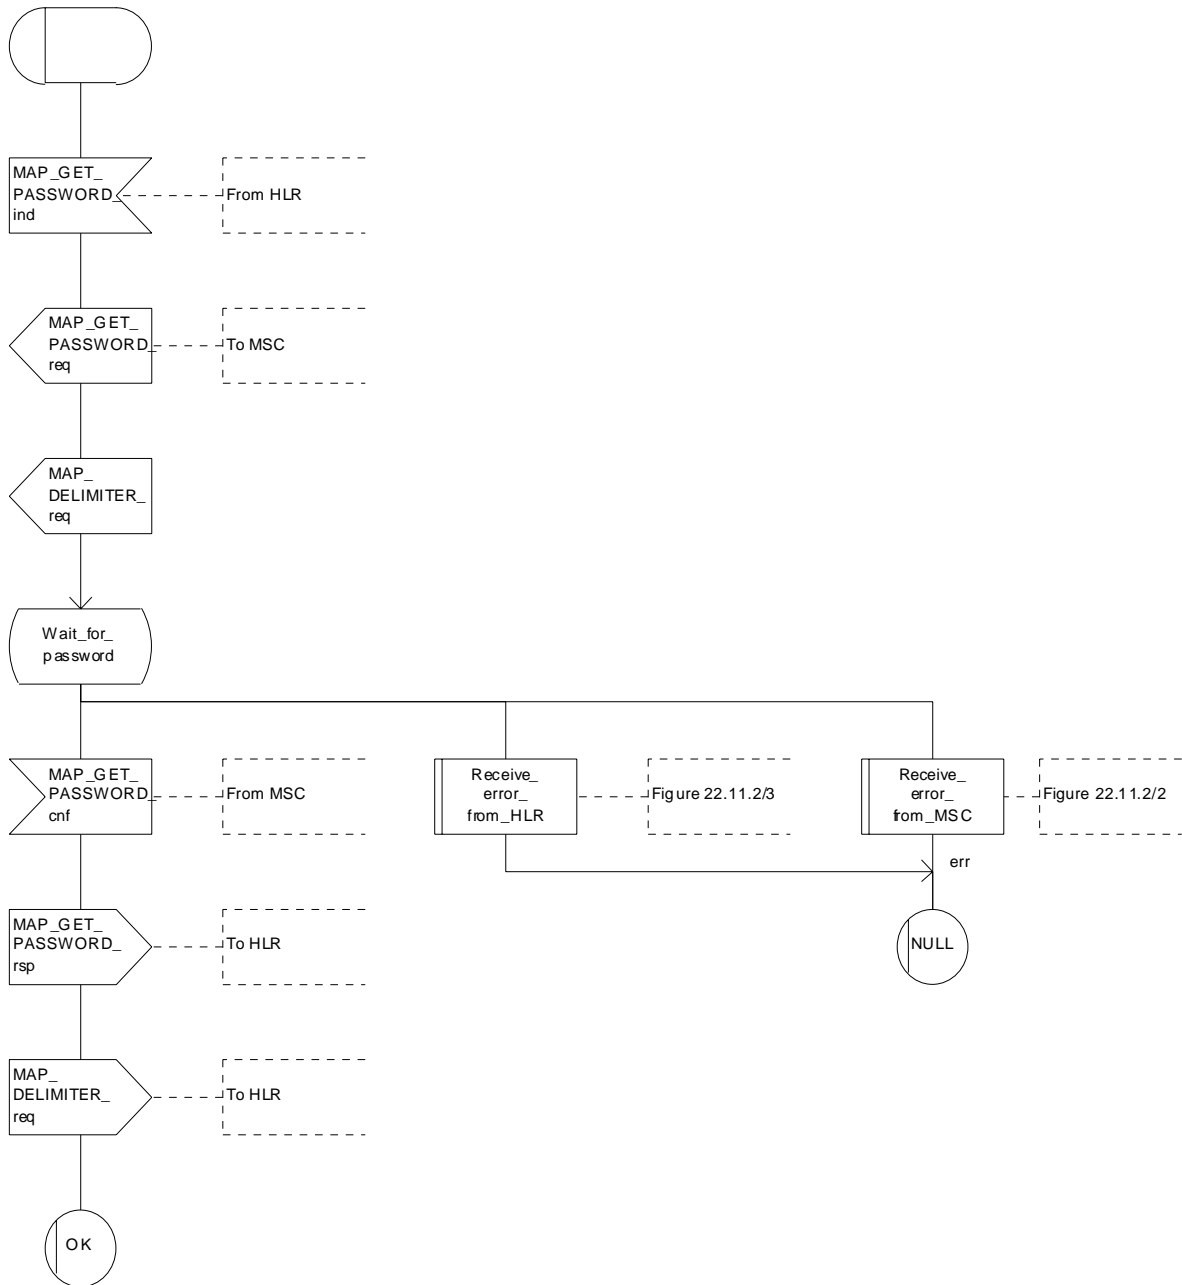 MAP_GET_
PASSWORD_
ind
From HLR
MAP_GET_
PASSWORD_
req
To MSC
MAP_
DELIMITER_
req
Wait_for_
password
MAP_GET_
PASSWORD_
cnf
From MSC
Receive_
error_
from_HLR
Figure 22.11.2/3
Receive_
error_
from_MSC
Figure 22.11.2/2
err
MAP_GET_
PASSWORD_
rsp
To HLR
NULL
MAP_
DELIMITER_
req
To HLR
OK